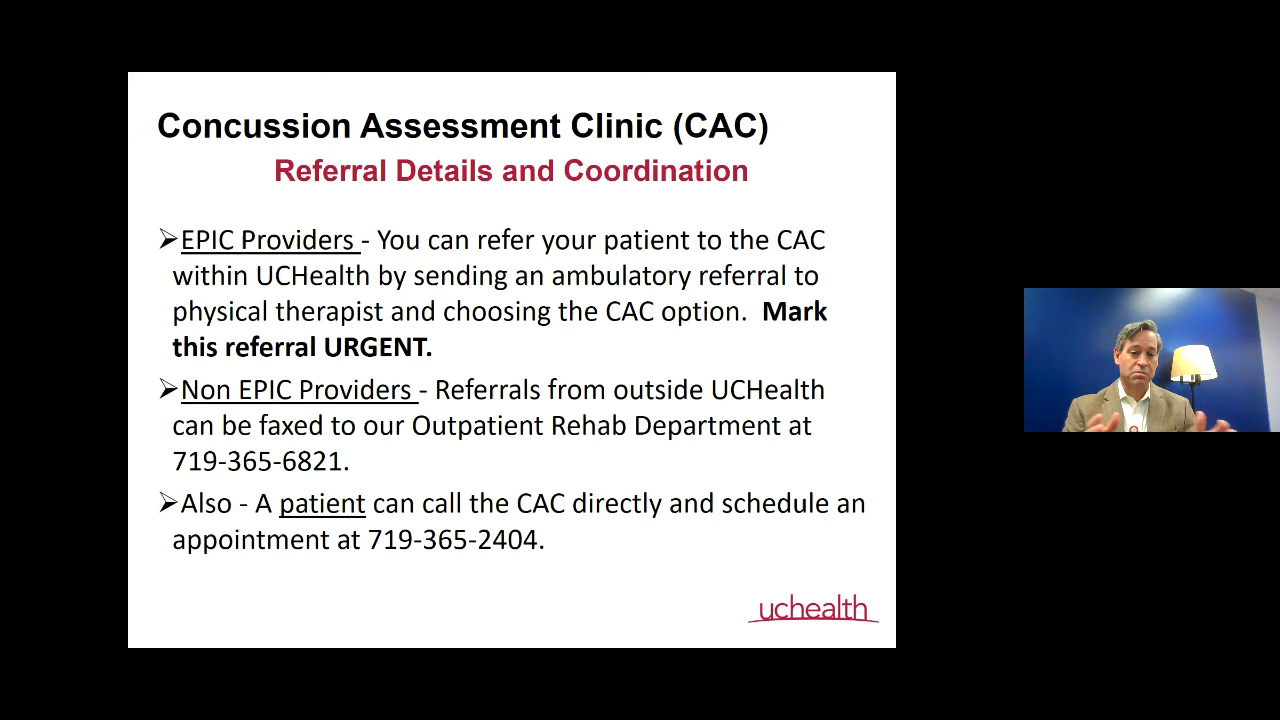 Concussion Assessment Clinic (CAC)
Referral Details and Coordination
➢EPIC Providers - You can refer your patient to the CAC
within UCHealth by sending an ambulatory referral to
physical therapist and choosing the CAC option. Mark
this referral URGENT.
➢Non EPIC Providers - Referrals from outside UCHealth
can be faxed to our Outpatient Rehab Department at
719-365-6821.
➢Also - A patient can call the CAC directly and schedule an
appointment at 719-365-2404.
uchealth